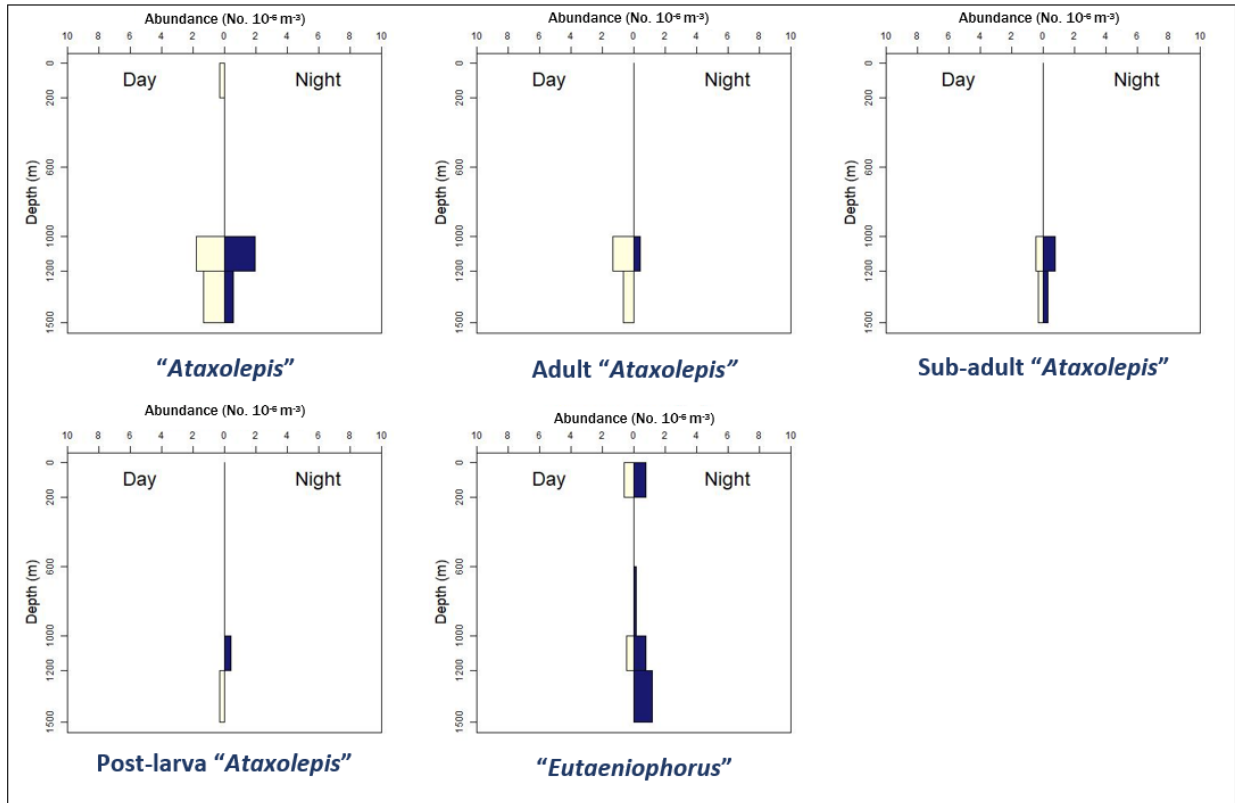 Abundance (No. 10⁻⁶ m⁻³)
10 8 6 4 2 0 2 4 6 8 10
Day Night
Depth (m)
0
200
600
1000
1200
1500
“Ataxolepis”
Abundance (No. 10⁻⁶ m⁻³)
10 8 6 4 2 0 2 4 6 8 10
Day Night
Depth (m)
0
200
600
1000
1200
1500
Adult “Ataxolepis”
Abundance (No. 10⁻⁶ m⁻³)
10 8 6 4 2 0 2 4 6 8 10
Day Night
Depth (m)
0
200
600
1000
1200
1500
Sub-adult “Ataxolepis”
Abundance (No. 10⁻⁶ m⁻³)
10 8 6 4 2 0 2 4 6 8 10
Day Night
Depth (m)
0
200
600
1000
1200
1500
Post-larva “Ataxolepis”
Abundance (No. 10⁻⁶ m⁻³)
10 8 6 4 2 0 2 4 6 8 10
Day Night
Depth (m)
0
200
600
1000
1200
1500
“Eutaeniophorus”